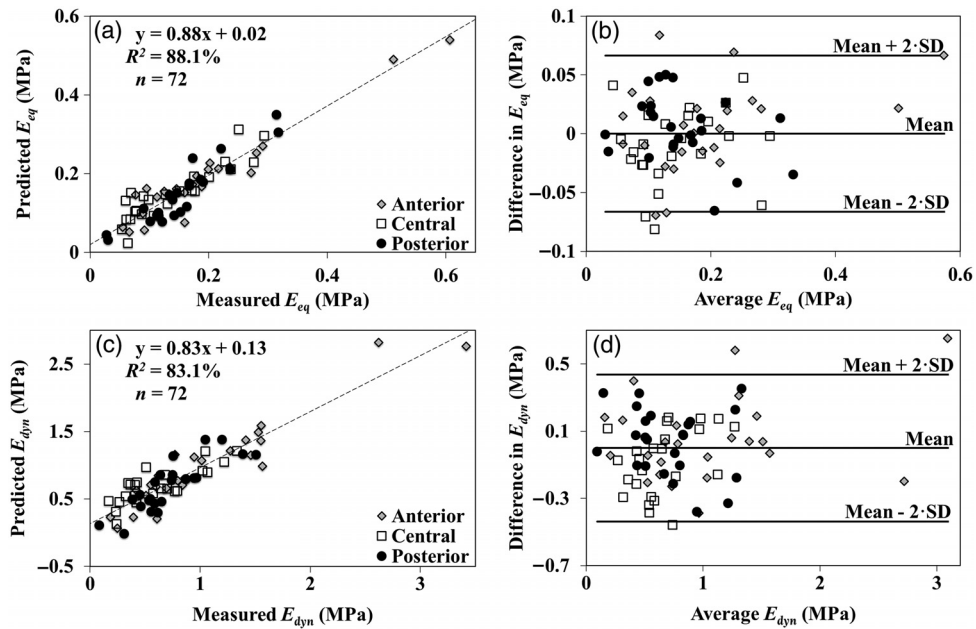 (a)
y = 0.88x + 0.02
R² = 88.1%
n = 72
Predicted Eeq (MPa)
0.6
0.4
0.2
0
Anterior
Central
Posterior
0 0.2 0.4 0.6
Measured Eeq (MPa)
(b)
Mean + 2·SD
Mean
Mean - 2·SD
Difference in Eeq (MPa)
0.1
0.05
0
−0.05
−0.1
0 0.2 0.4 0.6
Average Eeq (MPa)
(c)
y = 0.83x + 0.13
R² = 83.1%
n = 72
Predicted Edyn (MPa)
2.5
1.5
0.5
−0.5
Anterior
Central
Posterior
0 1 2 3
Measured Edyn (MPa)
(d)
Mean + 2·SD
Mean
Mean - 2·SD
Difference in Edyn (MPa)
0.5
0.1
−0.3
−0.7
0 1 2 3
Average Edyn (MPa)